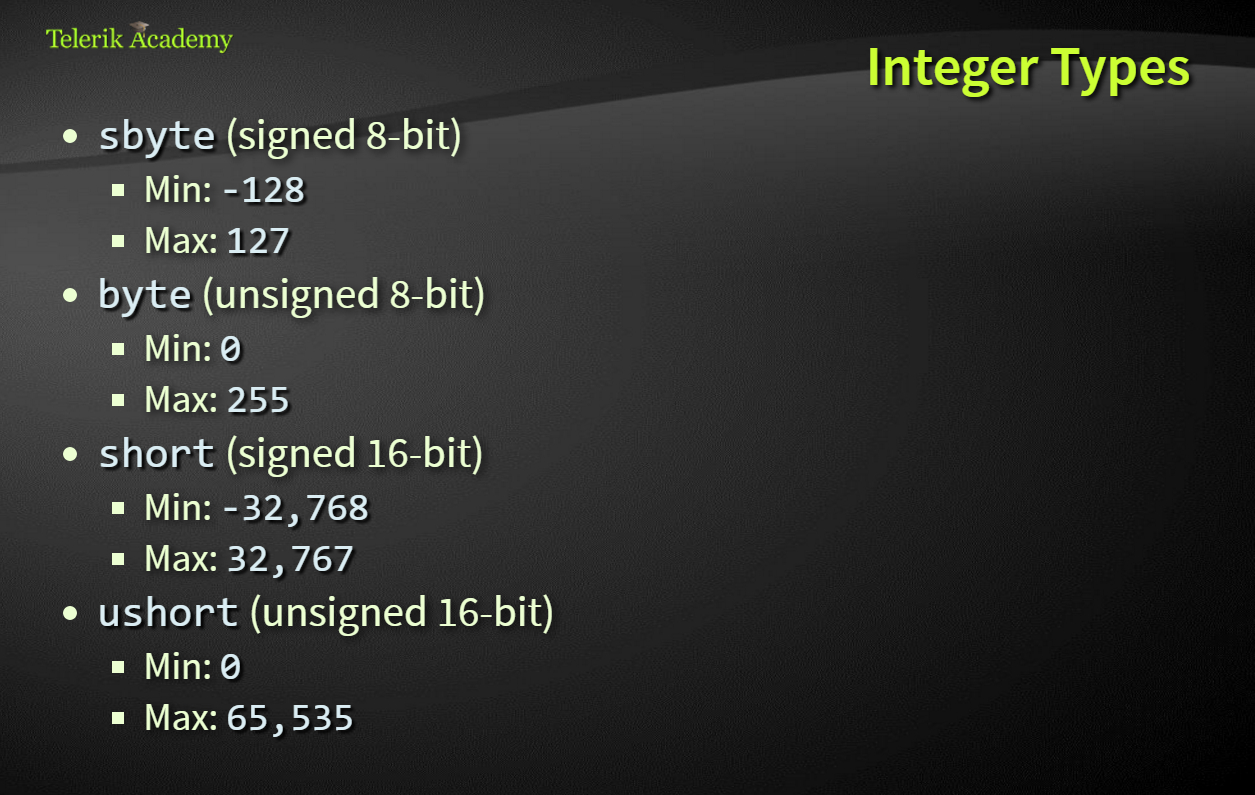 Telerik Academy
Integer Types
• sbyte (signed 8-bit)
▪ Min: -128
▪ Max: 127
• byte (unsigned 8-bit)
▪ Min: 0
▪ Max: 255
• short (signed 16-bit)
▪ Min: -32,768
▪ Max: 32,767
• ushort (unsigned 16-bit)
▪ Min: 0
▪ Max: 65,535